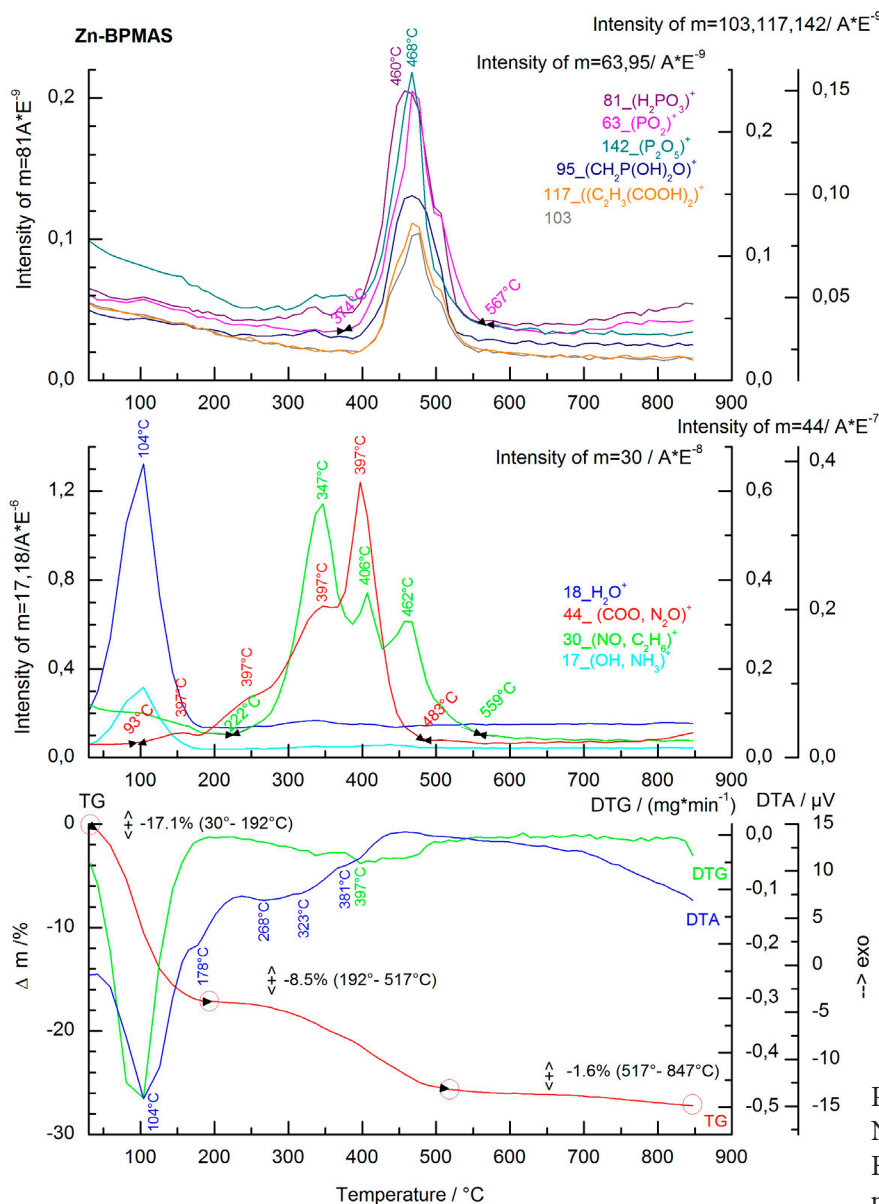 Zn-BPMAS
Intensity of m=103,117,142/ A*E⁻⁹
Intensity of m=63,95/ A*E⁻⁹
Intensity of m=81A*E⁻⁹
460°C
468°C
81_(H₂PO₃)⁺
63_(PO₂)⁺
142_(P₂O₅)⁺
95_(CH₂P(OH)₂O)⁺
117_((C₂H₃(COOH)₂)⁺
103
374°C
567°C
0,2
0,1
0,0
0,2
0,1
0,0
0,15
0,10
0,05
0,00
100 200 300 400 500 600 700 800 900
Intensity of m=44/ A*E⁻⁷
Intensity of m=30 / A*E⁻⁸
Intensity of m=17,18/A*E⁻⁶
104°C
347°C
397°C
397°C
406°C
462°C
397°C
397°C
93°C
222°C
483°C
559°C
18_H₂O⁺
44_ (COO, N₂O)⁺
30_(NO, C₂H₆)⁺
17_(OH, NH₃)⁺
1,2
0,8
0,4
0,0
0,6
0,4
0,2
0,0
0,4
0,2
0,0
100 200 300 400 500 600 700 800 900
TG
DTG / (mg*min⁻¹)
DTA / µV
<+> -17.1% (30°- 192°C)
DTG
DTA
381°C
397°C
268°C
323°C
178°C
<+> -8.5% (192°- 517°C)
<+> -1.6% (517°- 847°C)
104°C
TG
Δ m /%
--> exo
0
-10
-20
-30
0,0
-0,1
-0,2
-0,3
-0,4
-0,5
15
10
5
0
-5
-10
-15
100 200 300 400 500 600 700 800 900
Temperature / °C